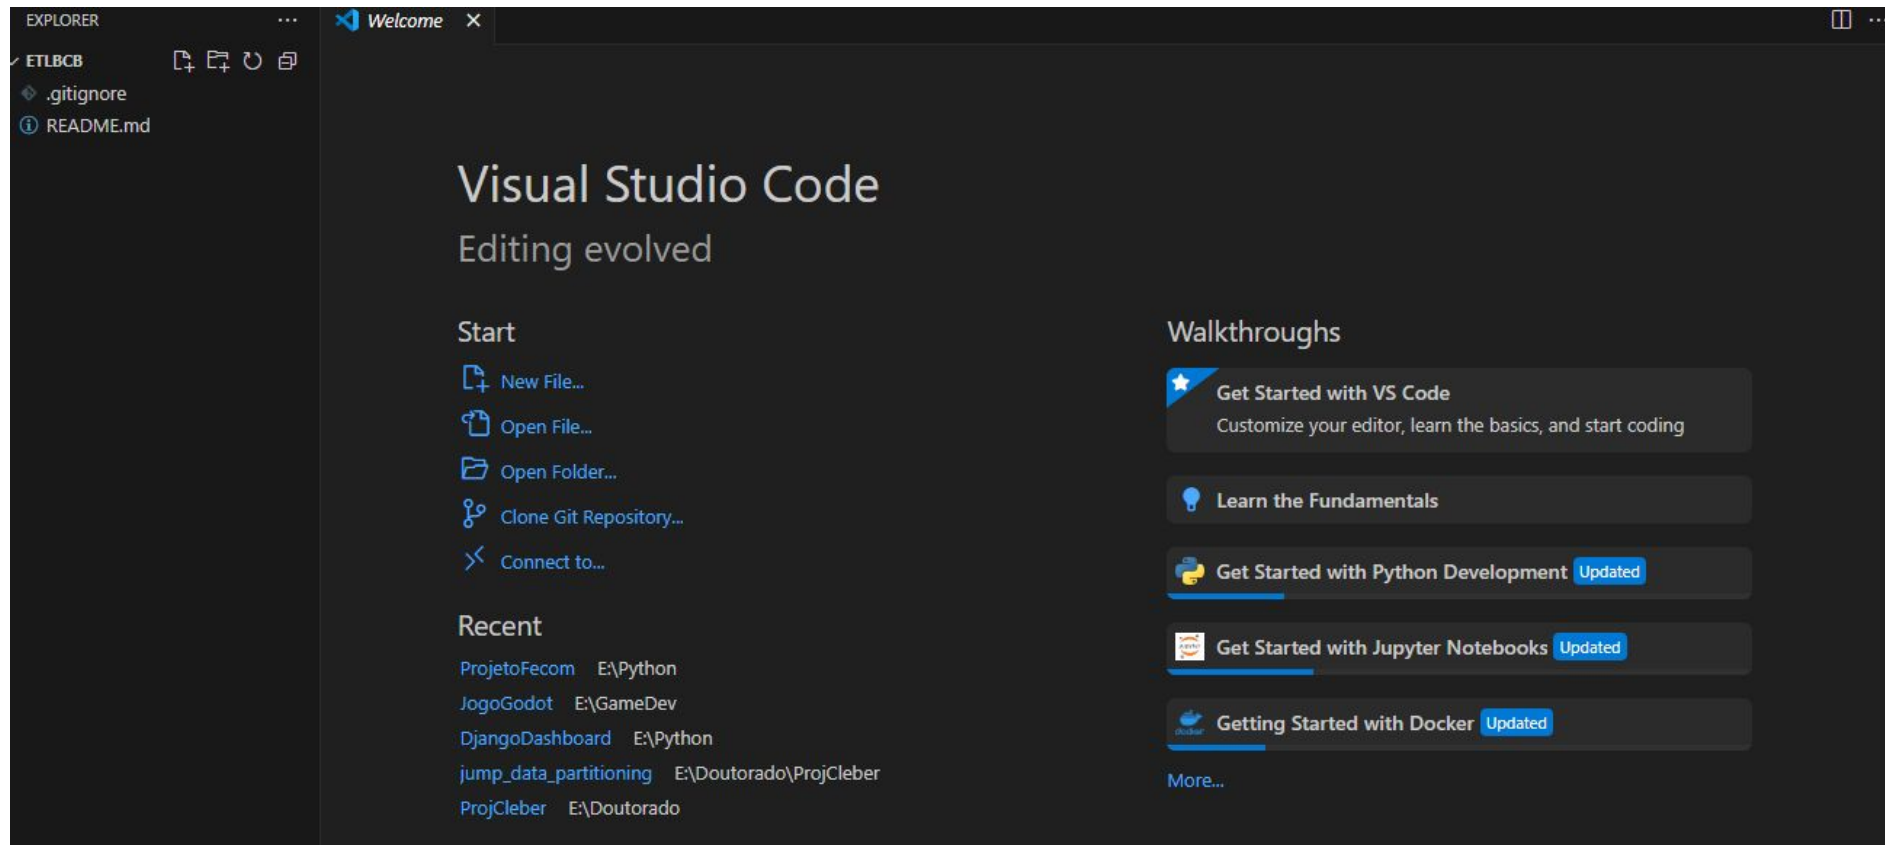 EXPLORER
Welcome
ETLBCB
.gitignore
README.md
Visual Studio Code
Editing evolved
Start
New File...
Open File...
Open Folder...
Clone Git Repository...
Connect to...
Recent
ProjetoFecom E:\Python
JogoGodot E:\GameDev
DjangoDashboard E:\Python
jump_data_partitioning E:\Doutorado\ProjCleber
ProjCleber E:\Doutorado
Walkthroughs
Get Started with VS Code
Customize your editor, learn the basics, and start coding
Learn the Fundamentals
Get Started with Python Development Updated
Get Started with Jupyter Notebooks Updated
Getting Started with Docker Updated
More...